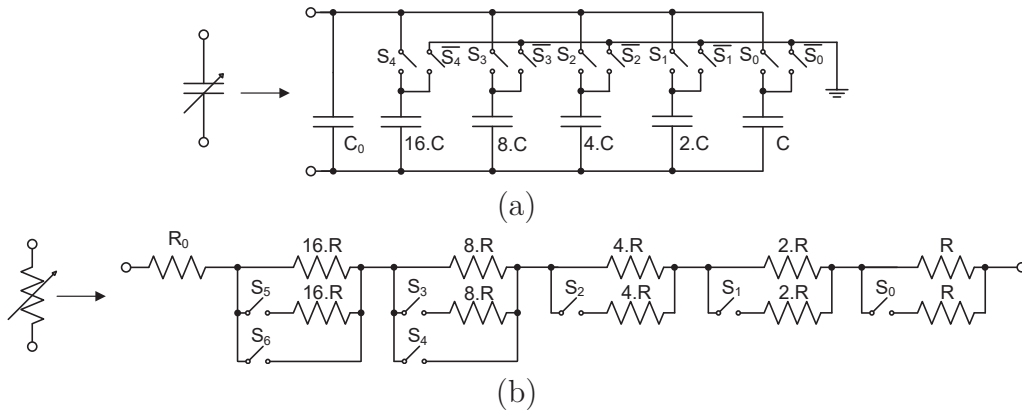 S₄ S̅₄ S₃ S̅₃ S₂ S̅₂ S₁ S̅₁ S₀ S̅₀
C₀ 16.C 8.C 4.C 2.C C
(a)
R₀ 16.R 8.R 4.R 2.R R
S₅ 16.R S₃ 8.R S₂ 4.R S₁ 2.R S₀ R
S₆ S₄
(b)